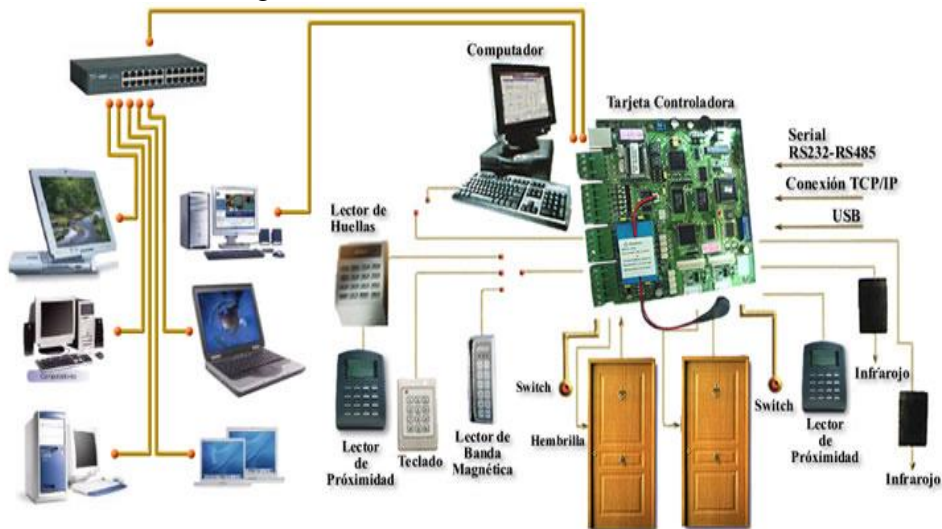 Computador
Tarjeta Controladora
Serial
RS232-RS485
Conexión TCP/IP
USB
Lector de
Huellas
Computadores
Switch
Hembrilla
Switch
Infrarojo
Lector
de
Próximidad
Teclado
Lector de
Banda
Magnética
Lector
de
Próximidad
Infrarojo